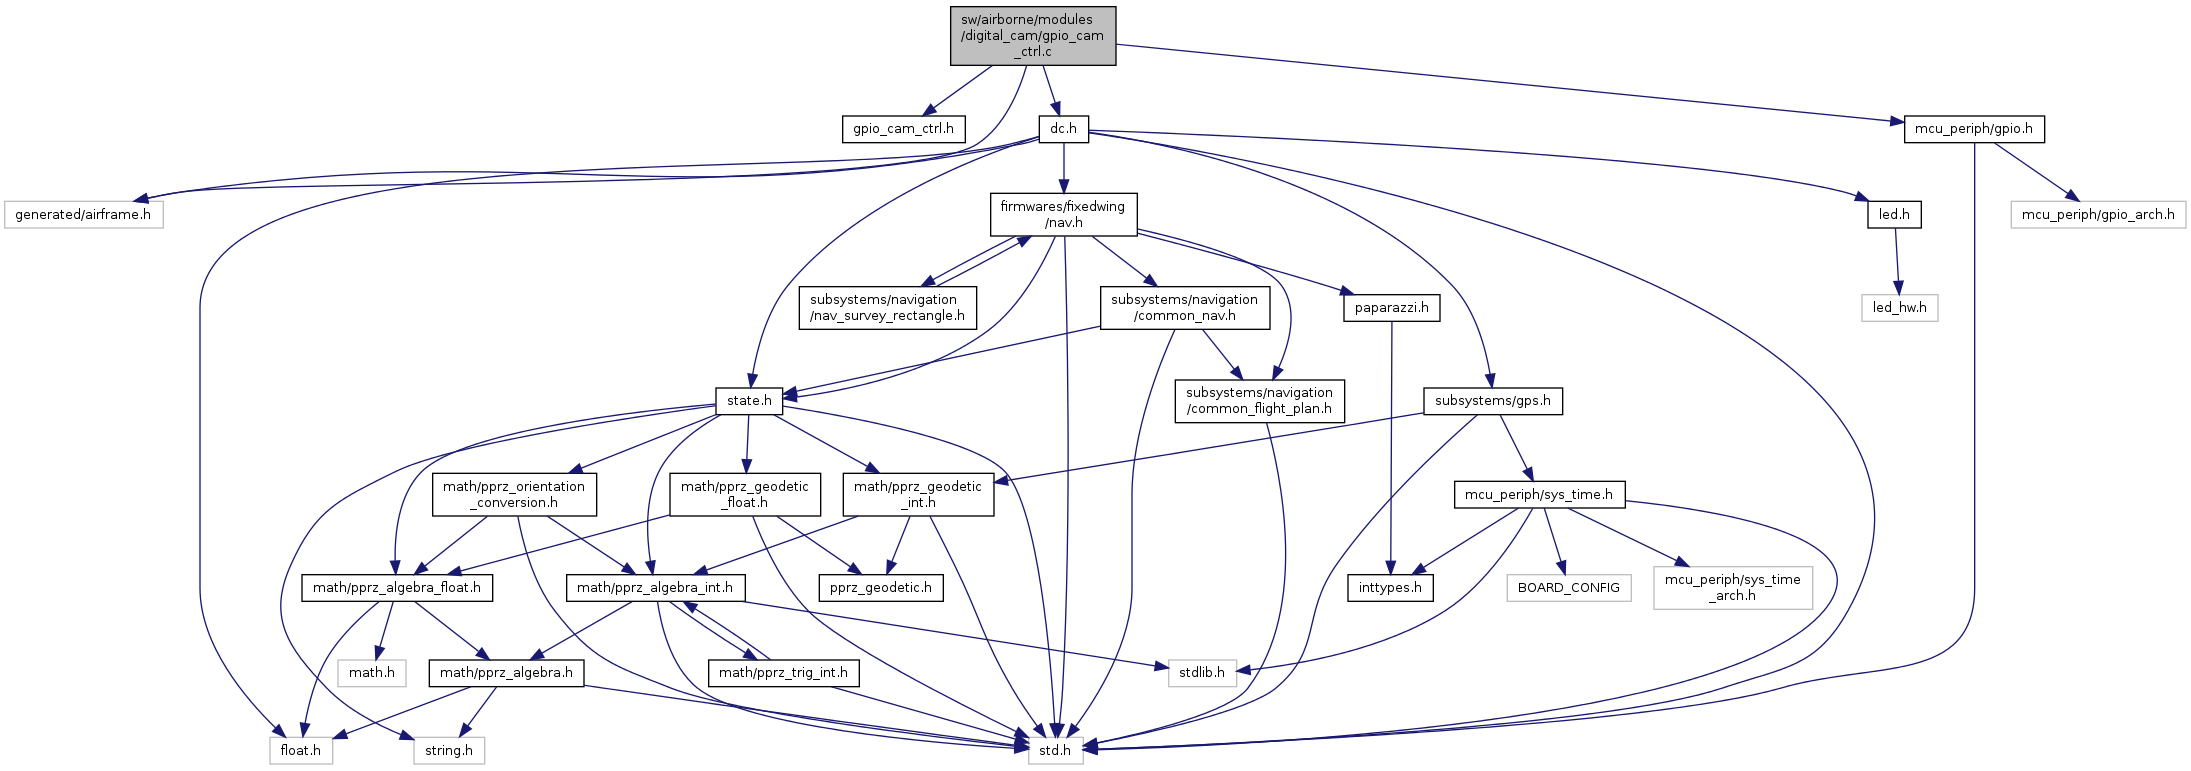 sw/airborne/modules
/digital_cam/gpio_cam
_ctrl.c
gpio_cam_ctrl.h
dc.h
mcu_periph/gpio.h
generated/airframe.h
firmwares/fixedwing
/nav.h
led.h
mcu_periph/gpio_arch.h
subsystems/navigation
/nav_survey_rectangle.h
subsystems/navigation
/common_nav.h
paparazzi.h
led_hw.h
state.h
subsystems/navigation
/common_flight_plan.h
subsystems/gps.h
math/pprz_orientation
_conversion.h
math/pprz_geodetic
_float.h
math/pprz_geodetic
_int.h
mcu_periph/sys_time.h
math/pprz_algebra_float.h
math/pprz_algebra_int.h
pprz_geodetic.h
inttypes.h
BOARD_CONFIG
mcu_periph/sys_time
_arch.h
math.h
math/pprz_algebra.h
math/pprz_trig_int.h
stdlib.h
float.h
string.h
std.h